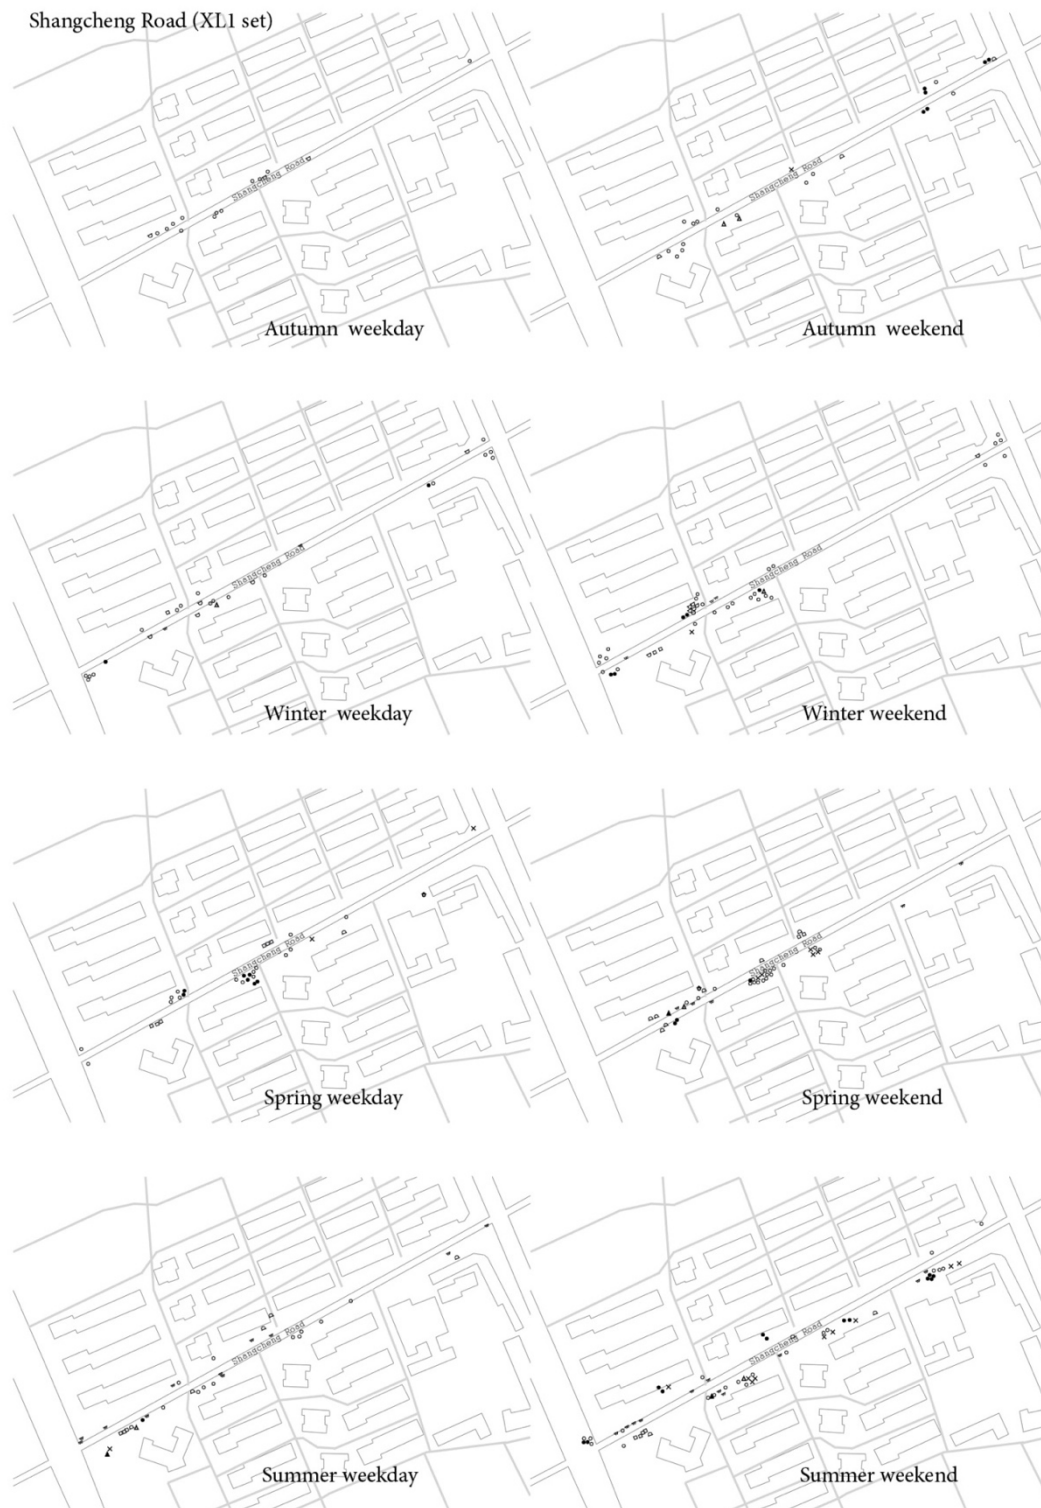 Shangcheng Road (XL1 set)
Shangcheng Road
Shangcheng Road
Autumn weekday
Autumn weekend
Shangcheng Road
Shangcheng Road
Winter weekday
Winter weekend
Shangcheng Road
Shangcheng Road
Spring weekday
Spring weekend
Shangcheng Road
Shangcheng Road
Summer weekday
Summer weekend